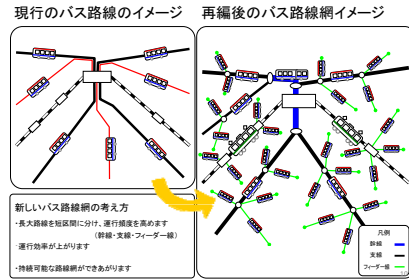 現行のバス路線のイメージ
再編後のバス路線網イメージ
新しいバス路線網の考え方
・長大路線を短区間に分け、運行頻度を高めます
(幹線・支線・フィーダー線)
・運行効率が上がります
・持続可能な路線網ができあがります
凡例
幹線
支線
フィーダー線